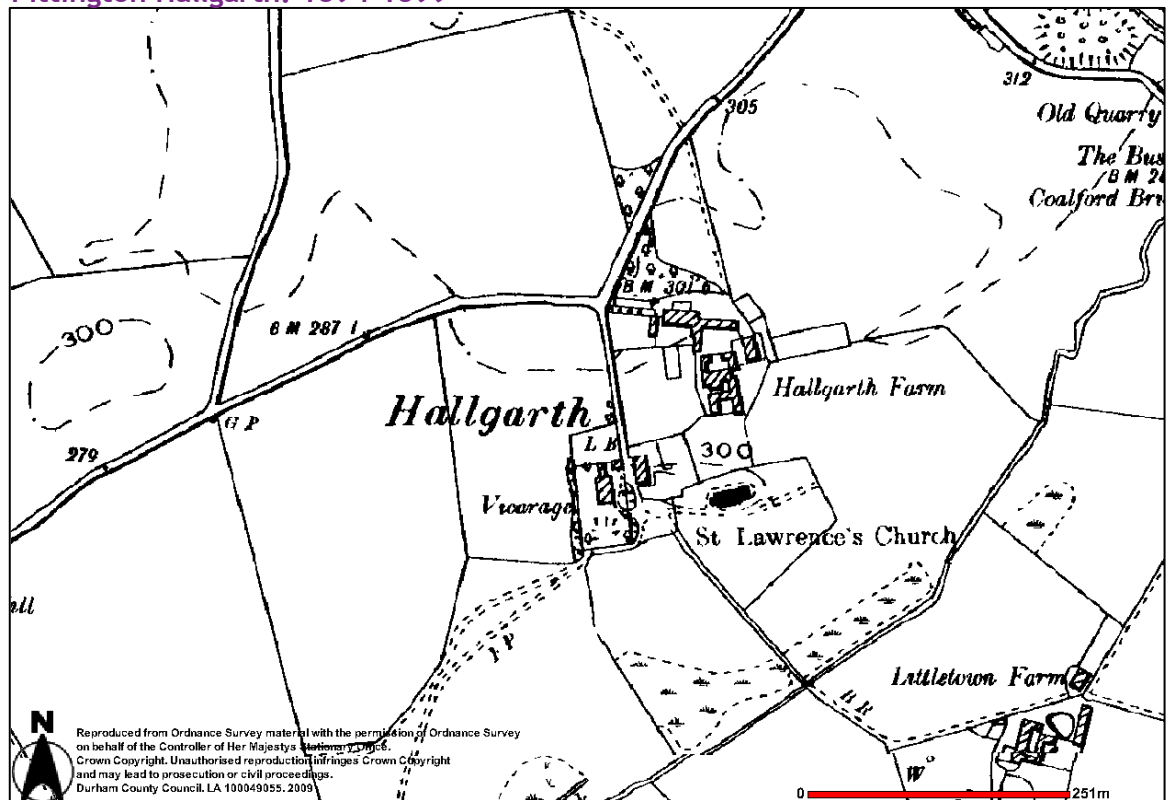 Pittington Hallgarth. 1894-1899
312
305
Old Quarry
The Bus
B M 2
Coalford Bri
B M 301·6
300
B M 287·1
Hallgarth Farm
Hallgarth
G P
L B
300
279
Vicarage
St Lawrence's Church
F P
Littletown Farm
B R
W
N
Reproduced from Ordnance Survey material with the permission of Ordnance Survey
on behalf of the Controller of Her Majestys Stationary Office.
Crown Copyright. Unauthorised reproduction infringes Crown Copyright
and may lead to prosecution or civil proceedings.
Durham County Council. LA 100049055. 2009
0 251m